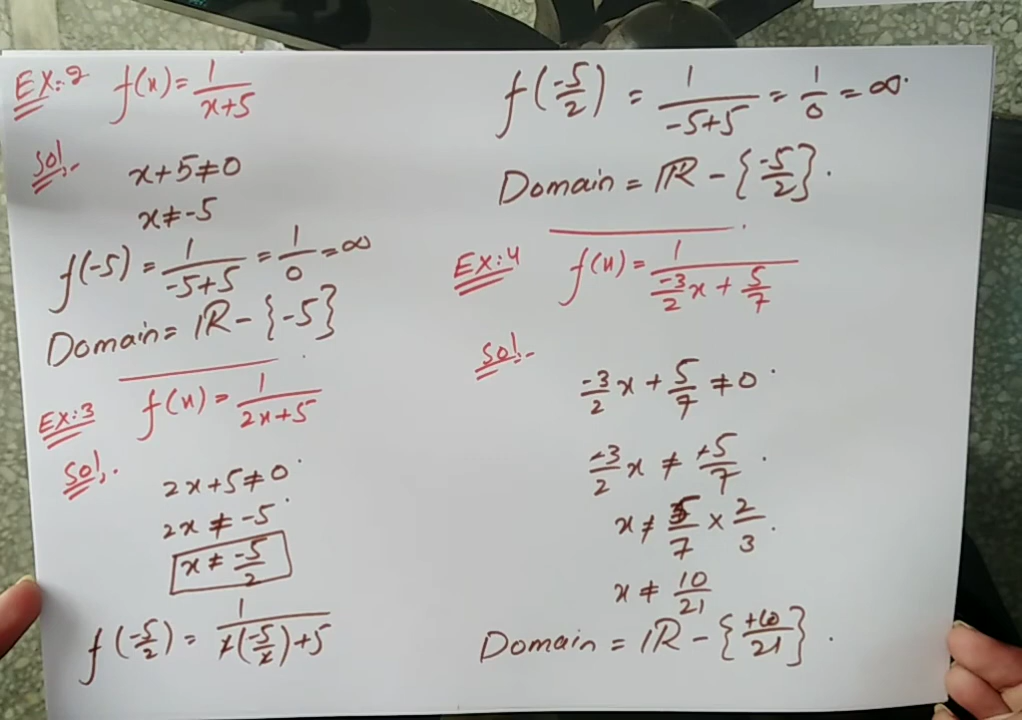 EX:2 f(x)= 1/(x+5)
Sol.-
x+5≠0
x≠-5
f(-5) = 1/(-5+5) = 1/0 = ∞
Domain = ℝ - {-5}
EX:3 f(x) = 1/(2x+5)
Sol.
2x+5≠0
2x ≠ -5
x ≠ -5/2
f(-5/2) = 1/(2(-5/2)+5)
f(-5/2) = 1/(-5+5) = 1/0 = ∞.
Domain = ℝ - {-5/2}.
EX:4 f(x) = 1/(-3/2 x + 5/7)
Sol.-
-3/2 x + 5/7 ≠ 0
-3/2 x ≠ -5/7.
x ≠ 5/7 × 2/3.
x ≠ 10/21
Domain = ℝ - {+10/21}.